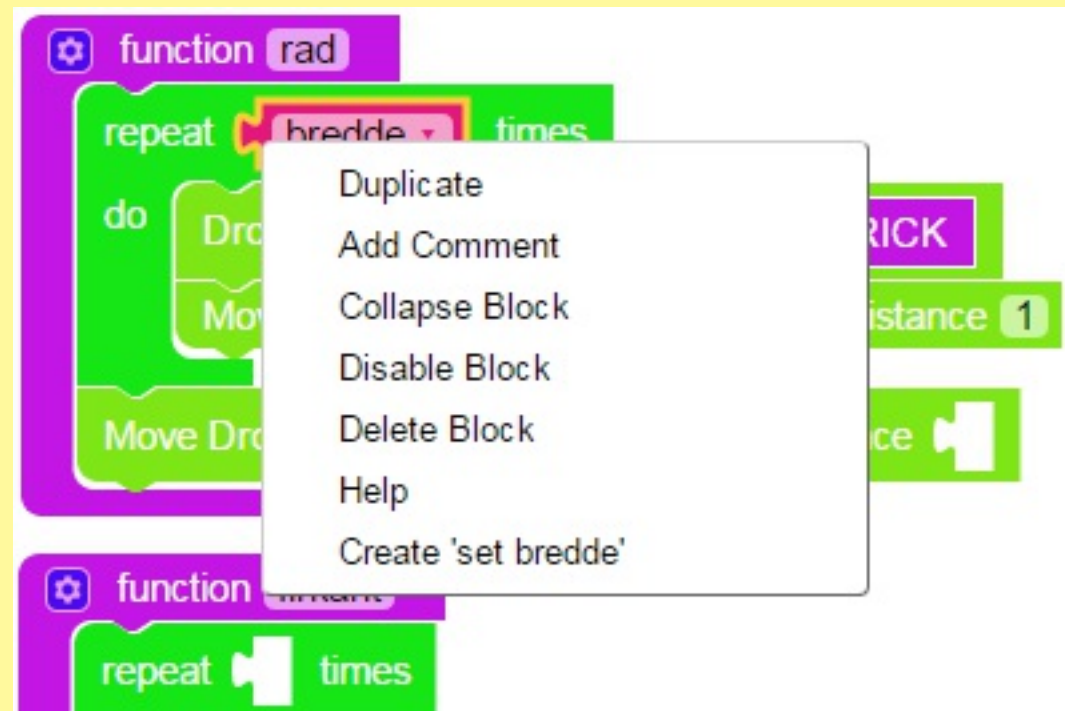 function rad
repeat bredde times
Duplicate
do Dro RICK
Add Comment
Collapse Block
Mov istance 1
Disable Block
Delete Block
Move Dro ce
Help
Create 'set bredde'
function
repeat times